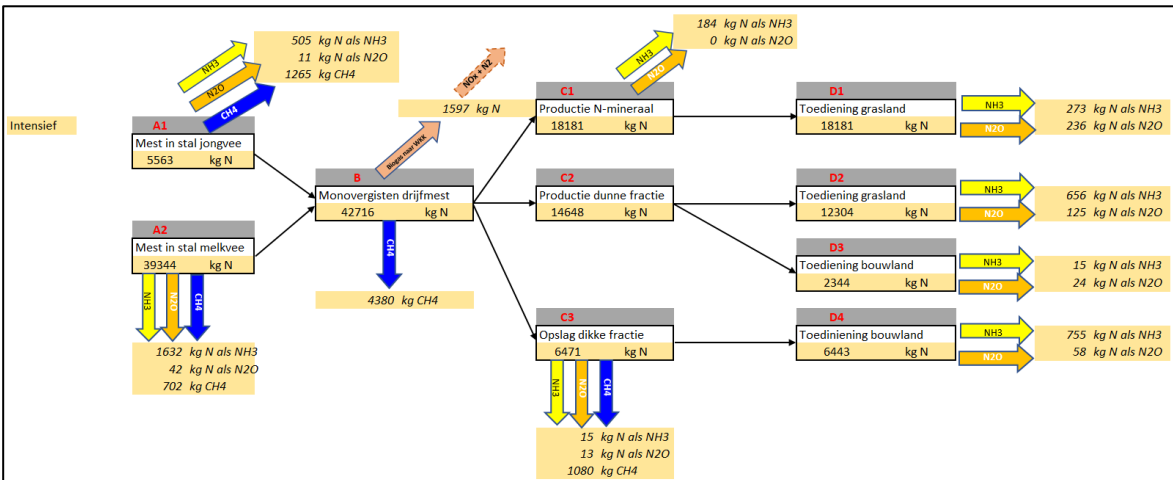 Intensief
505 kg N als NH3
11 kg N als N2O
1265 kg CH4
NH3
N2O
CH4
A1
Mest in stal jongvee
5563 kg N
A2
Mest in stal melkvee
39344 kg N
NH3
N2O
CH4
1632 kg N als NH3
42 kg N als N2O
702 kg CH4
NOx + N2
1597 kg N
Biogas naar WKK
B
Monovergisten drijfmest
42716 kg N
CH4
4380 kg CH4
184 kg N als NH3
0 kg N als N2O
NH3
N2O
C1
Productie N-mineraal
18181 kg N
C2
Productie dunne fractie
14648 kg N
C3
Opslag dikke fractie
6471 kg N
NH3
N2O
CH4
15 kg N als NH3
13 kg N als N2O
1080 kg CH4
D1
Toediening grasland
18181 kg N
NH3
N2O
273 kg N als NH3
236 kg N als N2O
D2
Toediening grasland
12304 kg N
NH3
N2O
656 kg N als NH3
125 kg N als N2O
D3
Toediening bouwland
2344 kg N
NH3
N2O
15 kg N als NH3
24 kg N als N2O
D4
Toediniening bouwland
6443 kg N
NH3
N2O
755 kg N als NH3
58 kg N als N2O